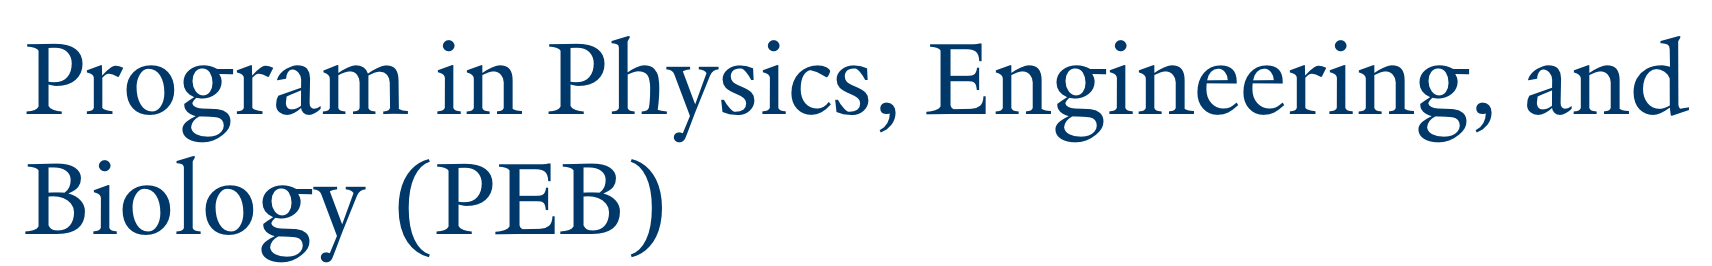 Program in Physics, Engineering, and
Biology (PEB)